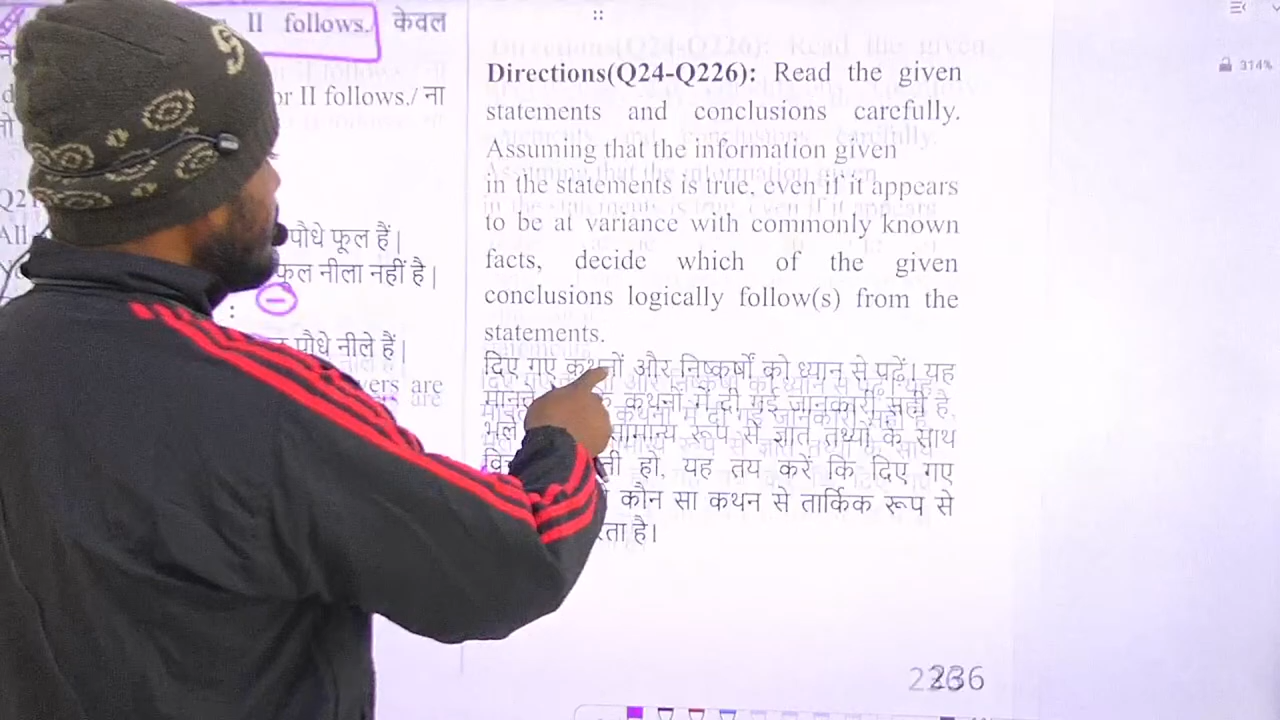 II follows. केवल
or II follows./ ना
पौधे फूल हैं|
फूल नीला नहीं है|
:
पौधे नीले हैं|
Directions(Q24-Q226): Read the given
statements and conclusions carefully.
Assuming that the information given
in the statements is true, even if it appears
to be at variance with commonly known
facts, decide which of the given
conclusions logically follow(s) from the
statements.
दिए गए कथनों और निष्कर्षों को ध्यान से पढ़ें। यह
कथनों में दी गई जानकारी सही है,
भले सामान्य रूप से ज्ञात तथ्यों के साथ
हो, यह तय करें कि दिए गए
कौन सा कथन से तार्किक रूप से
है।
236
314%